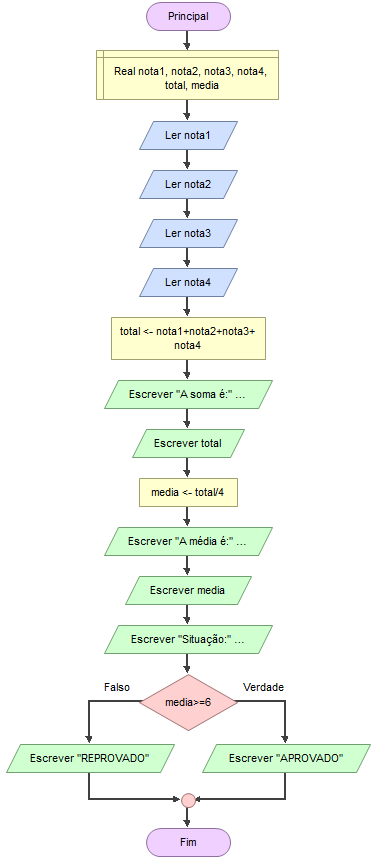 Principal
Real nota1, nota2, nota3, nota4,
total, media
Ler nota1
Ler nota2
Ler nota3
Ler nota4
total <- nota1+nota2+nota3+
nota4
Escrever "A soma é:" ...
Escrever total
media <- total/4
Escrever "A média é:" ...
Escrever media
Escrever "Situação:" ...
Falso
Verdade
media>=6
Escrever "REPROVADO"
Escrever "APROVADO"
Fim